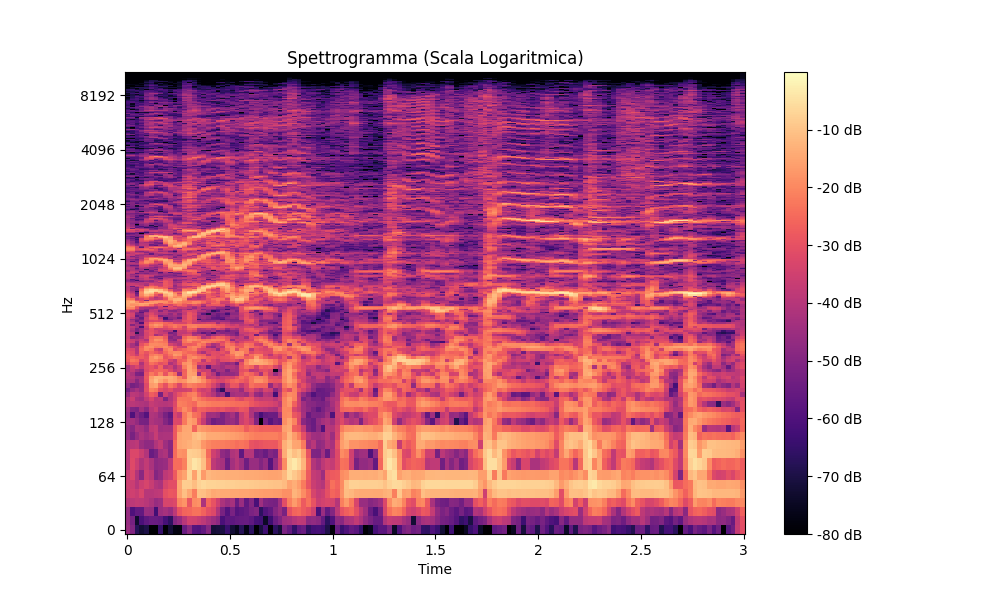 Spettrogramma (Scala Logaritmica)
Hz
8192
4096
2048
1024
512
256
128
64
0
0 0.5 1 1.5 2 2.5 3
Time
-10 dB
-20 dB
-30 dB
-40 dB
-50 dB
-60 dB
-70 dB
-80 dB